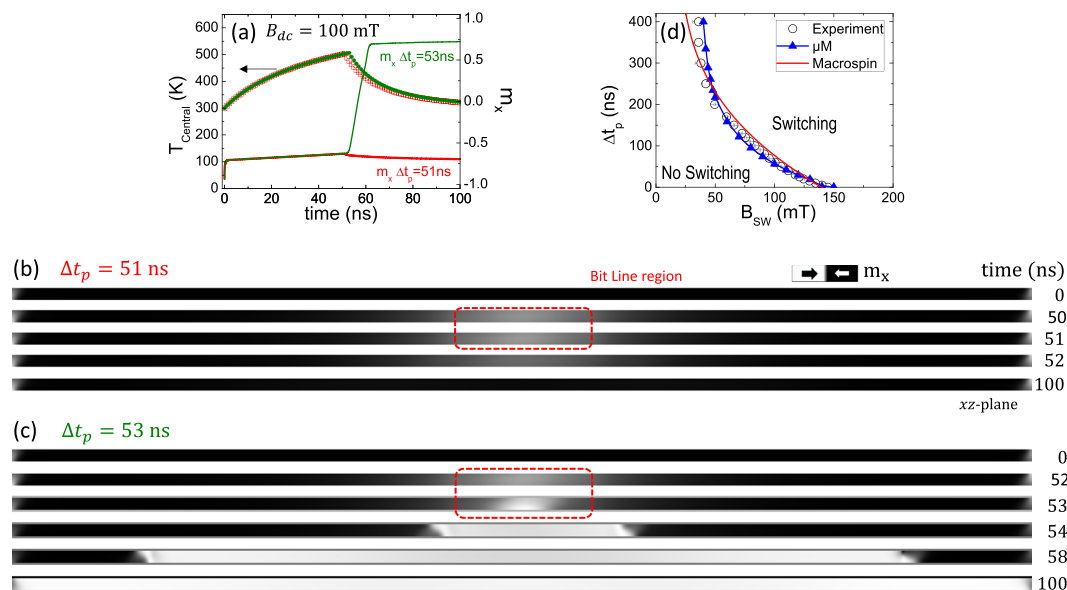 (a) B_dc = 100 mT
600
500
400
300
200
100
0
T_Central (K)
0 20 40 60 80 100
time (ns)
1.0
0.5
0.0
-0.5
-1.0
m_x
m_x Δt_p=53ns
m_x Δt_p=51ns
(d)
Experiment
µM
Macrospin
400
300
200
100
0
Δt_p (ns)
Switching
No Switching
0 50 100 150 200
B_SW (mT)
(b) Δt_p = 51 ns
Bit Line region
m_x
time (ns)
0
50
51
52
100
xz-plane
(c) Δt_p = 53 ns
0
52
53
54
58
100